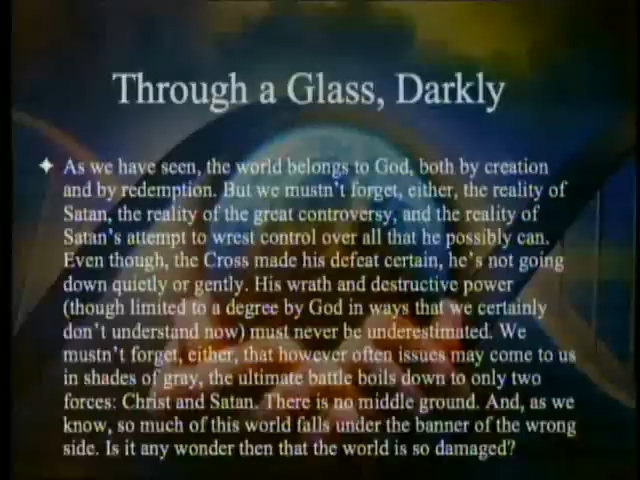 Through a Glass, Darkly
As we have seen, the world belongs to God, both by creation
and by redemption. But we mustn't forget, either, the reality of
Satan, the reality of the great controversy, and the reality of
Satan's attempt to wrest control over all that he possibly can.
Even though, the Cross made his defeat certain, he's not going
down quietly or gently. His wrath and destructive power
(though limited to a degree by God in ways that we certainly
don't understand now) must never be underestimated. We
mustn't forget, either, that however often issues may come to us
in shades of gray, the ultimate battle boils down to only two
forces: Christ and Satan. There is no middle ground. And, as we
know, so much of this world falls under the banner of the wrong
side. Is it any wonder then that the world is so damaged?